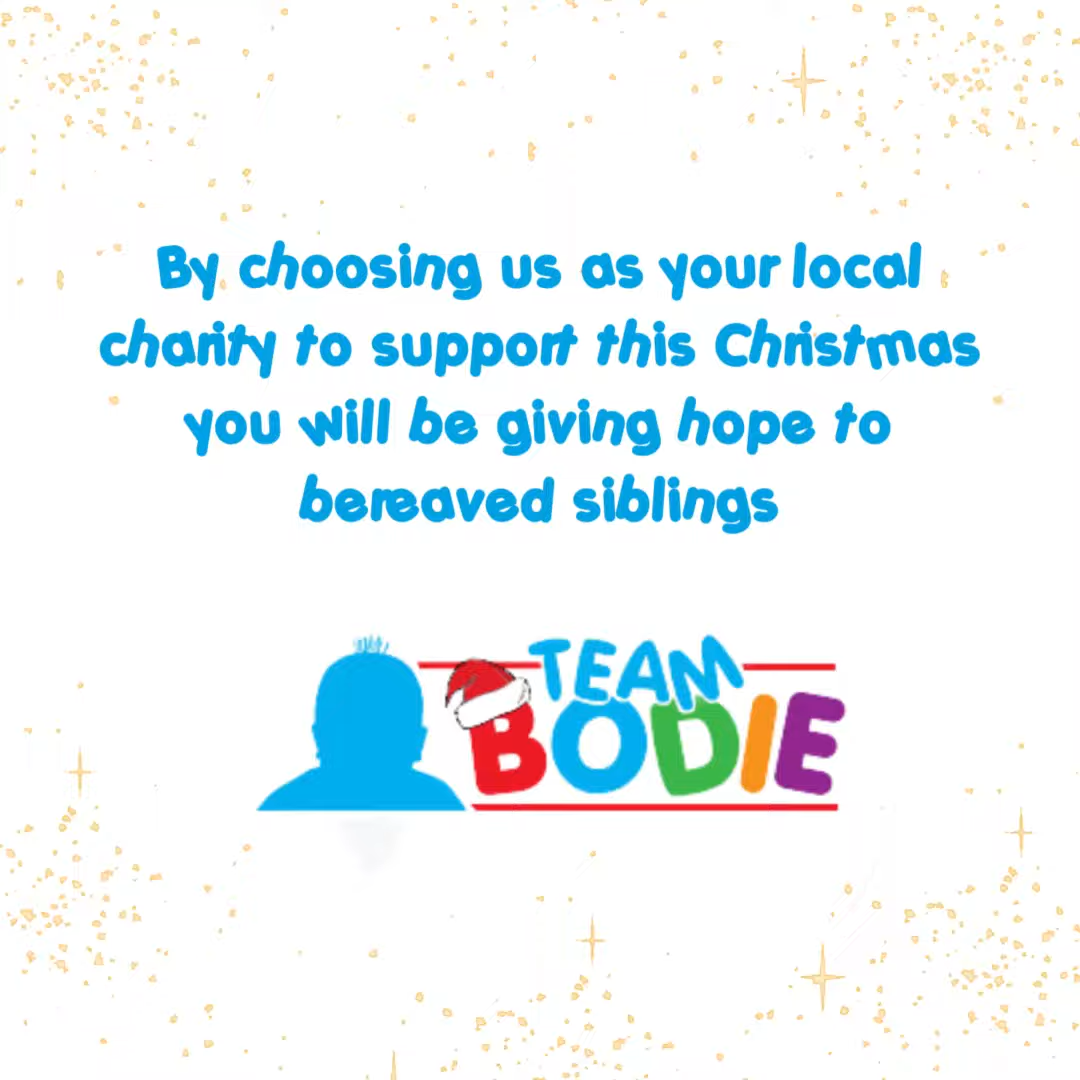 By choosing us as your local
charity to support this Christmas
you will be giving hope to
bereaved siblings
TEAM
BODIE